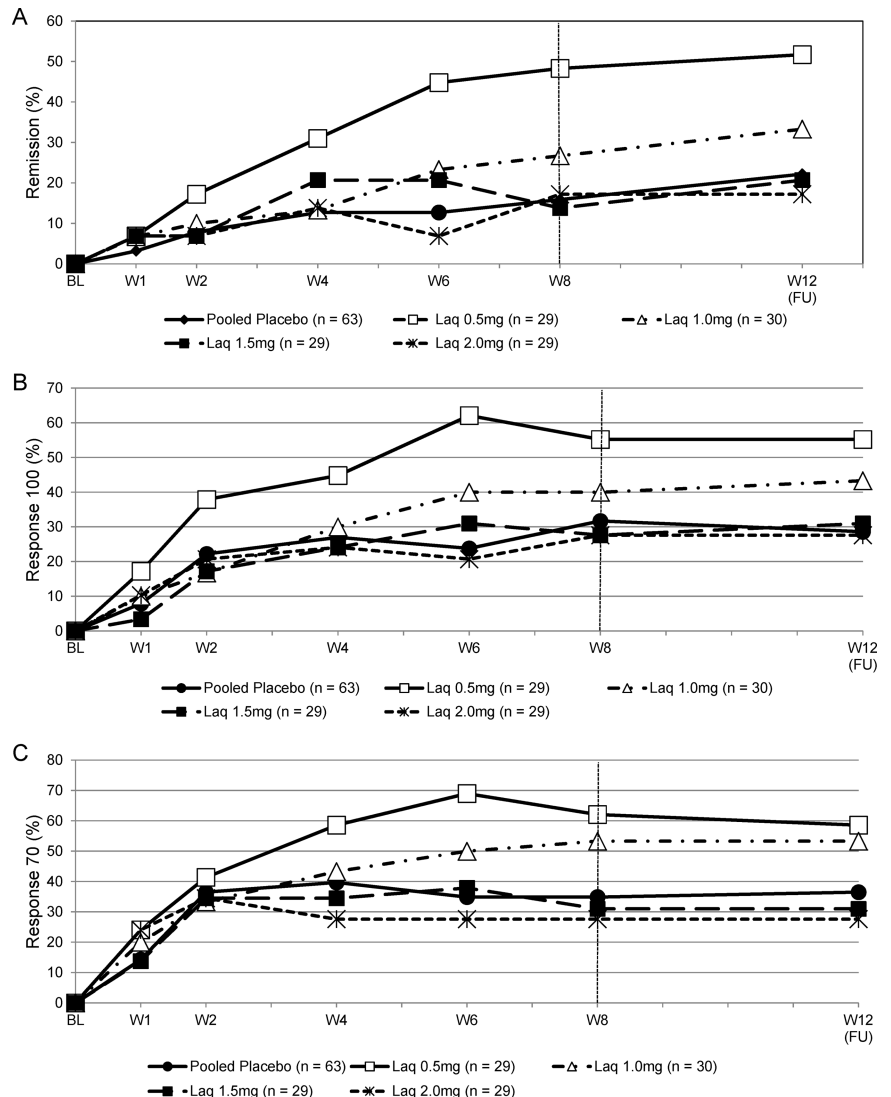 A
Remission (%)
60
50
40
30
20
10
0
BL W1 W2 W4 W6 W8 W12
(FU)
Pooled Placebo (n = 63) Laq 0.5mg (n = 29) Laq 1.0mg (n = 30)
Laq 1.5mg (n = 29) Laq 2.0mg (n = 29)
B
Response 100 (%)
70
60
50
40
30
20
10
0
BL W1 W2 W4 W6 W8 W12
(FU)
Pooled Placebo (n = 63) Laq 0.5mg (n = 29) Laq 1.0mg (n = 30)
Laq 1.5mg (n = 29) Laq 2.0mg (n = 29)
C
Response 70 (%)
80
70
60
50
40
30
20
10
0
BL W1 W2 W4 W6 W8 W12
(FU)
Pooled Placebo (n = 63) Laq 0.5mg (n = 29) Laq 1.0mg (n = 30)
Laq 1.5mg (n = 29) Laq 2.0mg (n = 29)